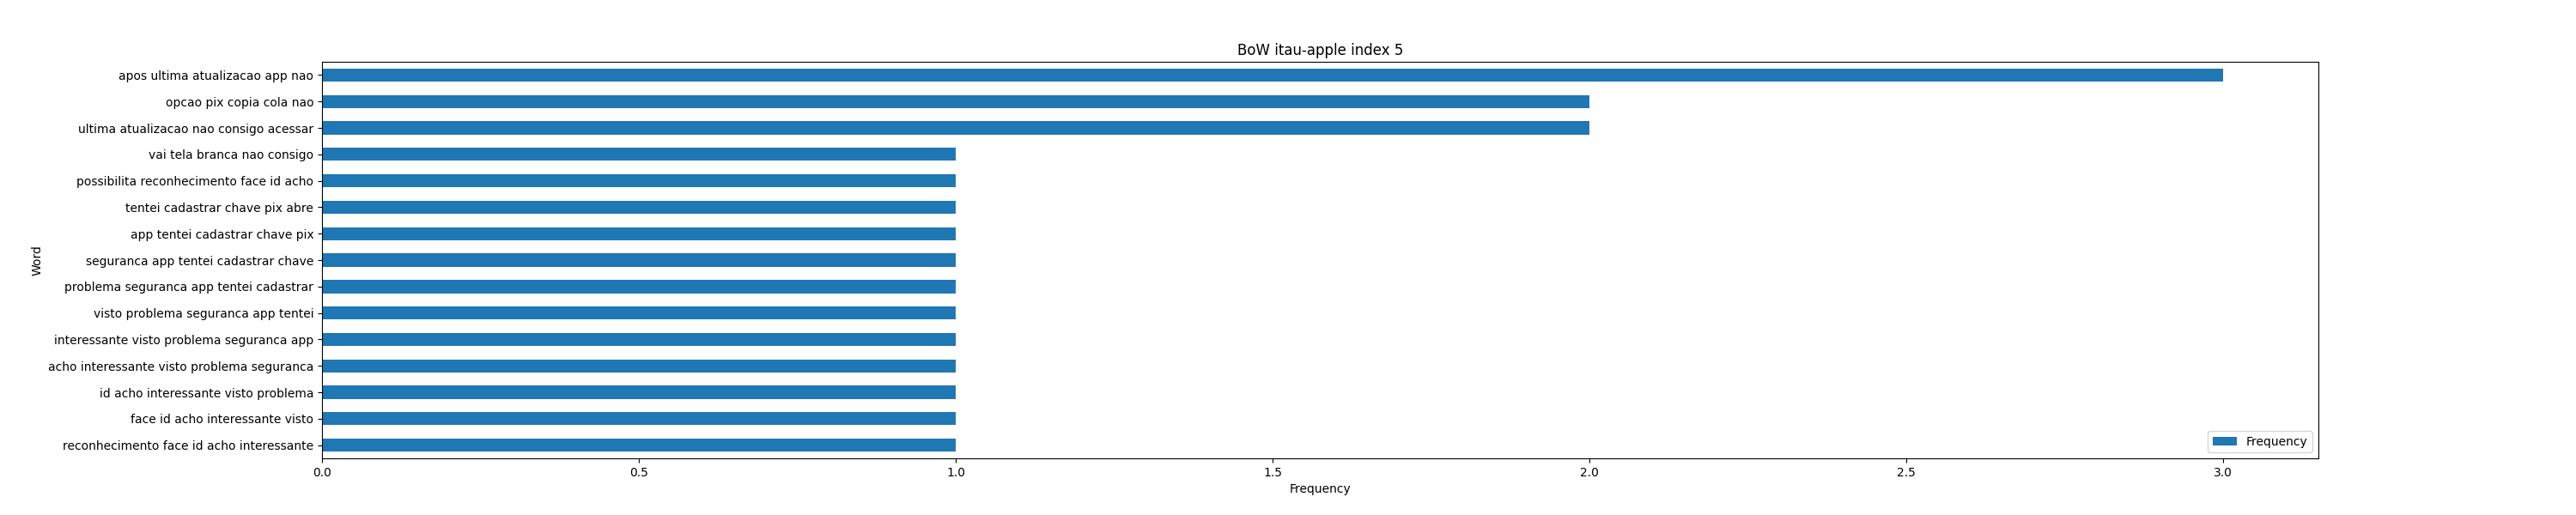 BoW itau-apple index 5
apos ultima atualizacao app nao
opcao pix copia cola nao
ultima atualizacao nao consigo acessar
vai tela branca nao consigo
possibilita reconhecimento face id acho
tentei cadastrar chave pix abre
app tentei cadastrar chave pix
seguranca app tentei cadastrar chave
problema seguranca app tentei cadastrar
visto problema seguranca app tentei
interessante visto problema seguranca app
acho interessante visto problema seguranca
id acho interessante visto problema
face id acho interessante visto
reconhecimento face id acho interessante
Word
Frequency
0.0 0.5 1.0 1.5 2.0 2.5 3.0
Frequency